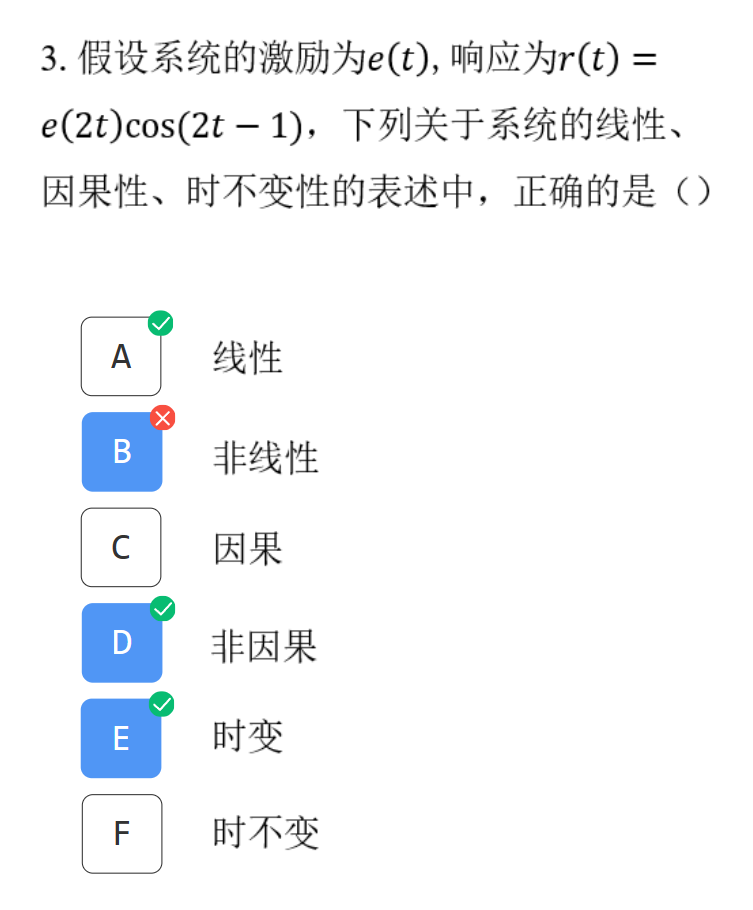 3. 假设系统的激励为e(t), 响应为r(t) =
e(2t)cos(2t − 1)，下列关于系统的线性、
因果性、时不变性的表述中，正确的是（）
A 线性
B 非线性
C 因果
D 非因果
E 时变
F 时不变